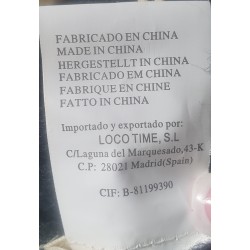 FABRICADO EN CHINA
MADE IN CHINA
HERGESTELLT IN CHINA
FABRICADO EM CHINA
FABRIQUE EN CHINE
FATTO IN CHINA
Importado y exportado por:
LOCO TIME, S.L
C/Laguna del Marquesado,43-K
C.P: 28021 Madrid(Spain)
CIF: B-81199390